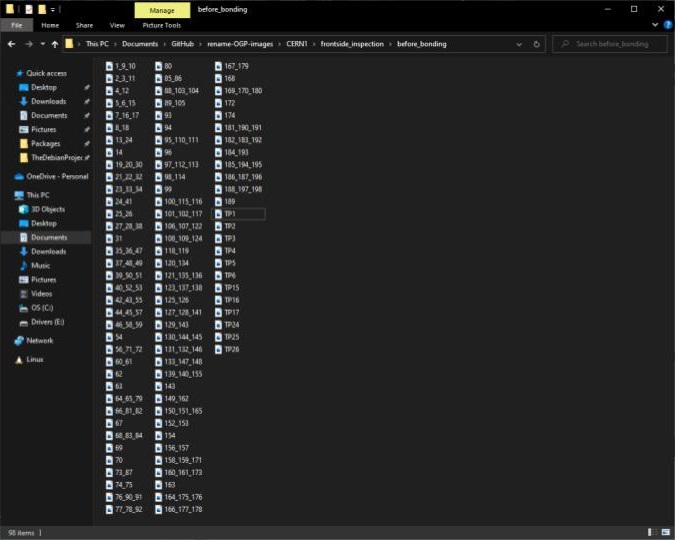 Manage
before_bonding
File
Home
Share
View
Picture Tools
This PC
Documents
GitHub
rename-OGP-images
CERN1
frontside_inspection
before_bonding
Search before_bonding
Quick access
Desktop
Downloads
Documents
Pictures
Packages
TheDebianProjec
OneDrive - Personal
This PC
3D Objects
Desktop
Documents
Downloads
Music
Pictures
Videos
OS (C:)
Drivers (E:)
Network
Linux
1_9_10
2_3_11
4_12
5_6_15
7_16_17
8_18
13_24
14
19_20_30
21_22_32
23_33_34
24_41
25_26
27_28_38
31
35_36_47
37_48_49
39_50_51
40_52_53
42_43_55
44_45_57
46_58_59
54
56_71_72
60_61
62
63
64_65_79
66_81_82
67
68_83_84
69
70
73_87
74_75
76_90_91
77_78_92
80
85_86
88_103_104
89_105
93
94
95_110_111
96
97_112_113
98_114
99
100_115_116
101_102_117
106_107_122
108_109_124
118_119
120_134
121_135_136
123_137_138
125_126
127_128_141
129_143
130_144_145
131_132_146
133_147_148
139_140_155
143
149_162
150_151_165
152_153
154
156_157
158_159_171
160_161_173
163
164_175_176
166_177_178
167_179
168
169_170_180
172
174
181_190_191
182_183_192
184_193
185_194_195
186_187_196
188_197_198
189
TP1
TP2
TP3
TP4
TP5
TP6
TP15
TP16
TP17
TP24
TP25
TP26
98 items